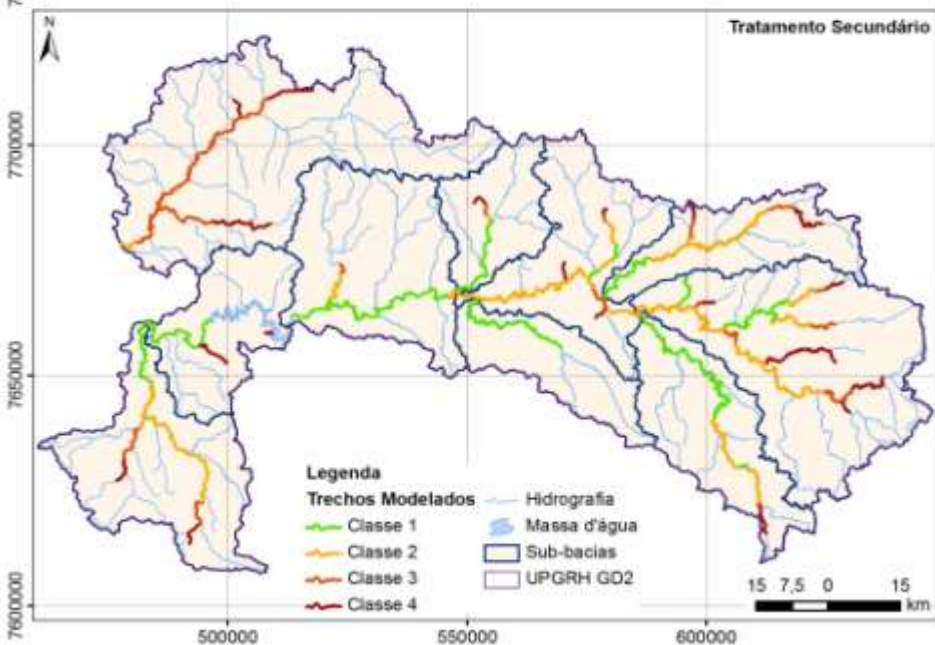 N
Tratamento Secundário
7700000
7650000
7600000
Legenda
Trechos Modelados
Classe 1
Classe 2
Classe 3
Classe 4
Hidrografia
Massa d'água
Sub-bacias
UPGRH GD2
15 7,5 0 15
km
500000 550000 600000